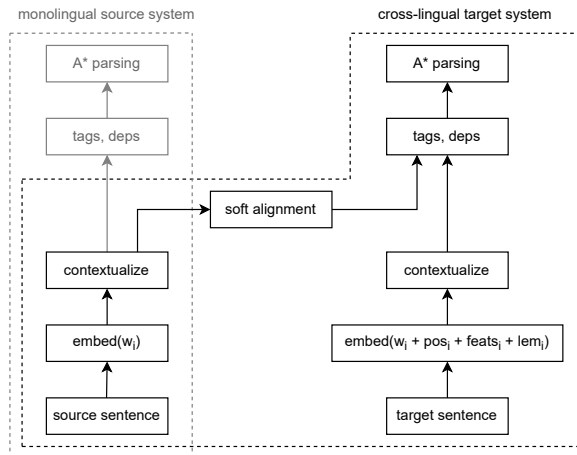 monolingual source system
cross-lingual target system
A* parsing
A* parsing
tags, deps
tags, deps
soft alignment
contextualize
contextualize
embed(wᵢ)
embed(wᵢ + posᵢ + featsᵢ + lemᵢ)
source sentence
target sentence